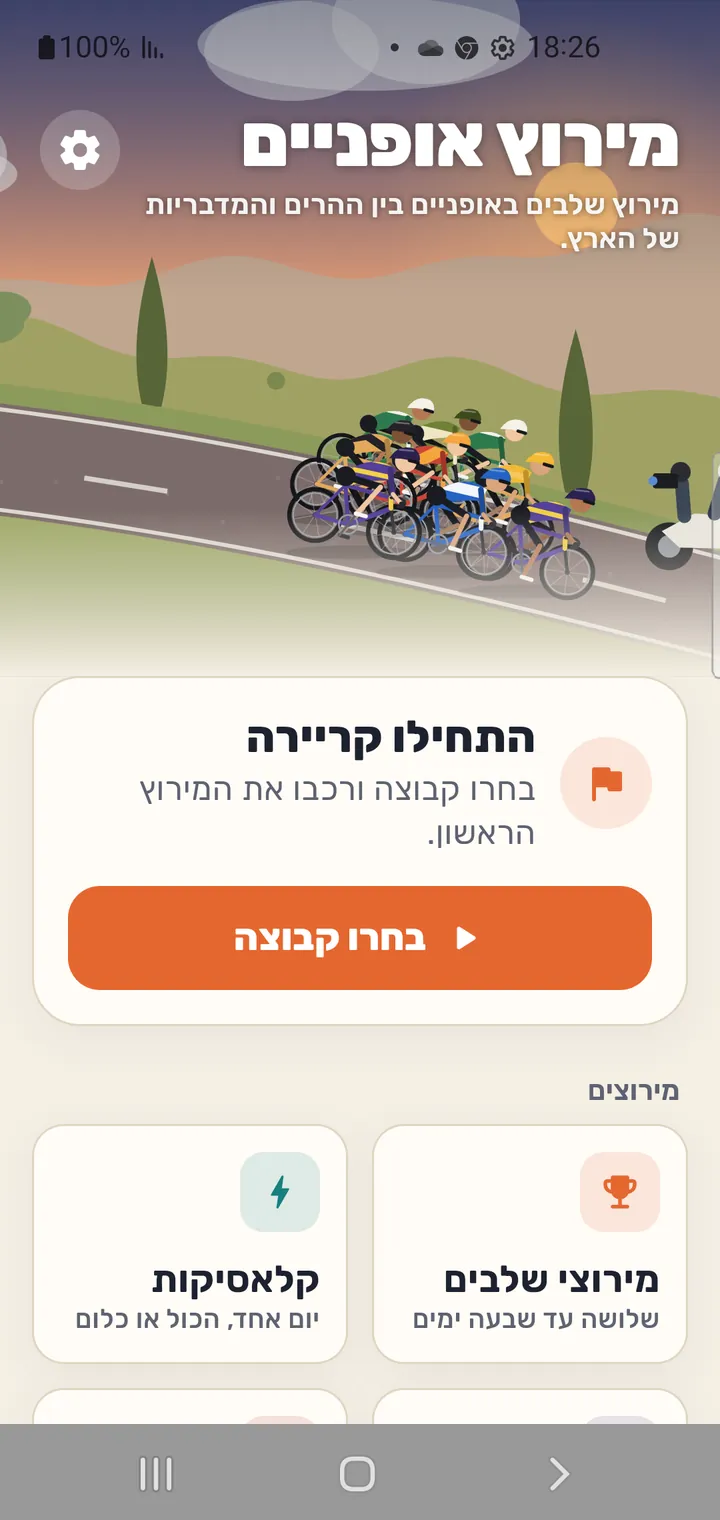 100% 18:26
מירוץ אופניים
מירוץ שלבים באופניים בין ההרים והמדבריות
של הארץ.
התחילו קריירה
בחרו קבוצה ורכבו את המירוץ
הראשון.
בחרו קבוצה
מירוצים
מירוצי שלבים
שלושה עד שבעה ימים
קלאסיקות
יום אחד, הכול או כלום